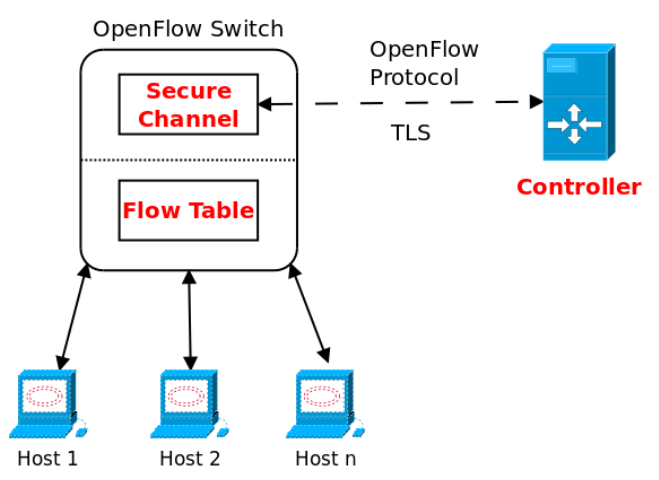 OpenFlow Switch
Secure
Channel
OpenFlow
Protocol
TLS
Controller
Flow Table
Host 1
Host 2
Host n